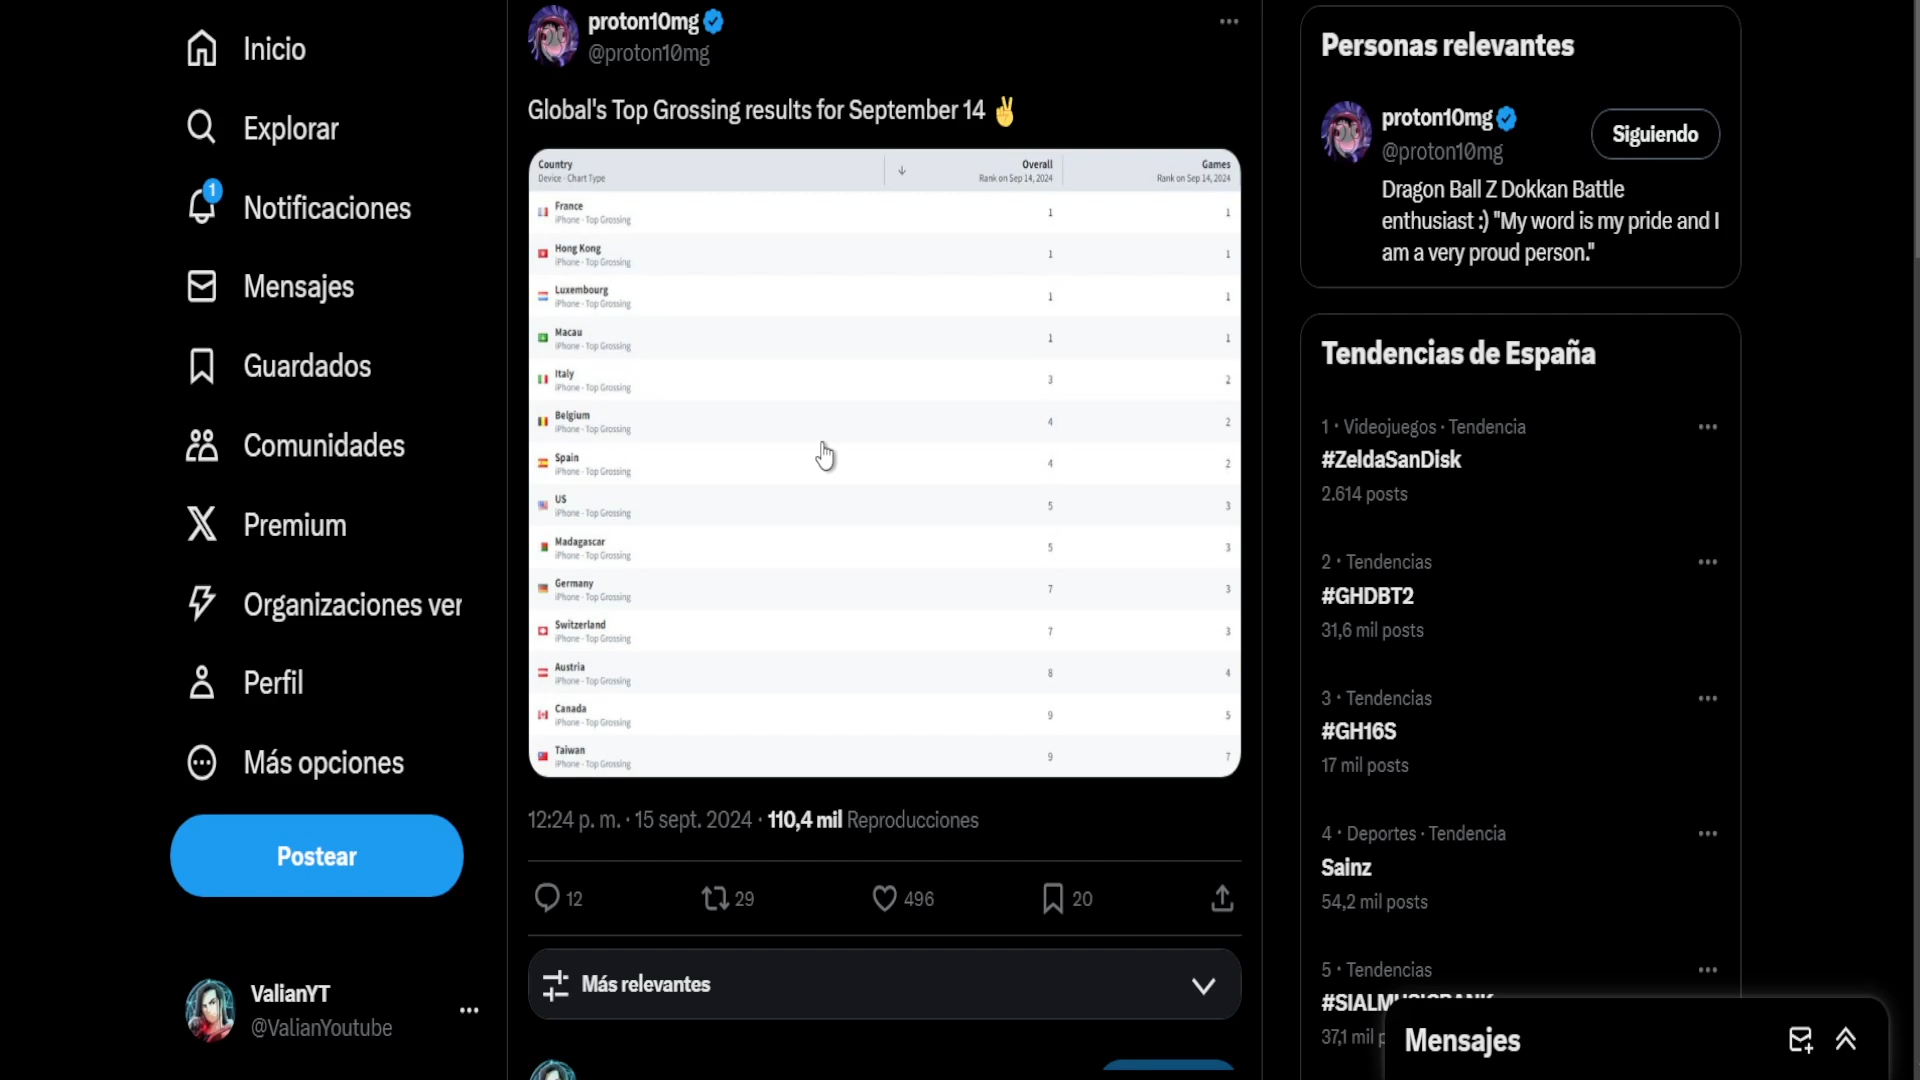 Inicio
Explorar
1
Notificaciones
Mensajes
Guardados
Comunidades
Premium
Organizaciones ver
Perfil
Más opciones
Postear
ValianYT
@ValianYoutube
proton10mg
@proton10mg
Global's Top Grossing results for September 14 ✌
Country Overall Games
Device - Chart Type Rank on Sep 14, 2024 Rank on Sep 14, 2024
France 1 1
iPhone - Top Grossing
Hong Kong 1 1
iPhone - Top Grossing
Luxembourg 1 1
iPhone - Top Grossing
Macau 1 1
iPhone - Top Grossing
Italy 3 2
iPhone - Top Grossing
Belgium 4 2
iPhone - Top Grossing
Spain 4 2
iPhone - Top Grossing
US 5 3
iPhone - Top Grossing
Madagascar 5 3
iPhone - Top Grossing
Germany 7 3
iPhone - Top Grossing
Switzerland 7 3
iPhone - Top Grossing
Austria 8 4
iPhone - Top Grossing
Canada 9 5
iPhone - Top Grossing
Taiwan 9 7
iPhone - Top Grossing
12:24 p. m. · 15 sept. 2024 · 110,4 mil Reproducciones
12 29 496 20
Más relevantes
Personas relevantes
proton10mg
@proton10mg
Siguiendo
Dragon Ball Z Dokkan Battle
enthusiast :) "My word is my pride and I
am a very proud person."
Tendencias de España
1 · Videojuegos · Tendencia
#ZeldaSanDisk
2.614 posts
2 · Tendencias
#GHDBT2
31,6 mil posts
3 · Tendencias
#GH16S
17 mil posts
4 · Deportes · Tendencia
Sainz
54,2 mil posts
5 · Tendencias
#SIALMUSICBANK
37,1 mil p
Mensajes